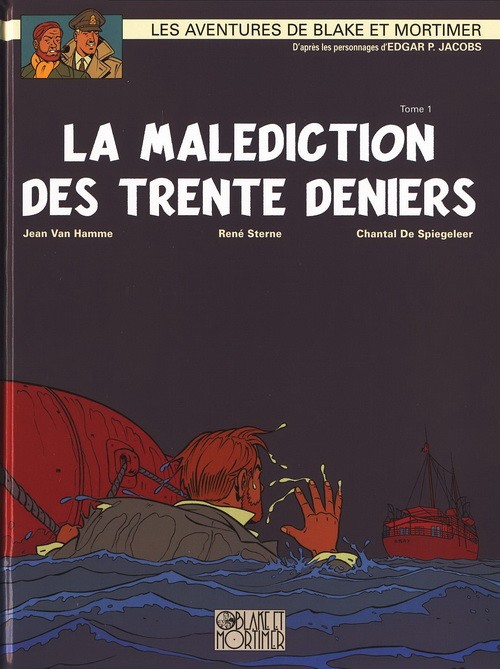 LES AVENTURES DE BLAKE ET MORTIMER
D'après les personnages d'EDGAR P. JACOBS
Tome 1
LA MALEDICTION
DES TRENTE DENIERS
Jean Van Hamme René Sterne Chantal De Spiegeleer
BLAKE ET
MORTIMER